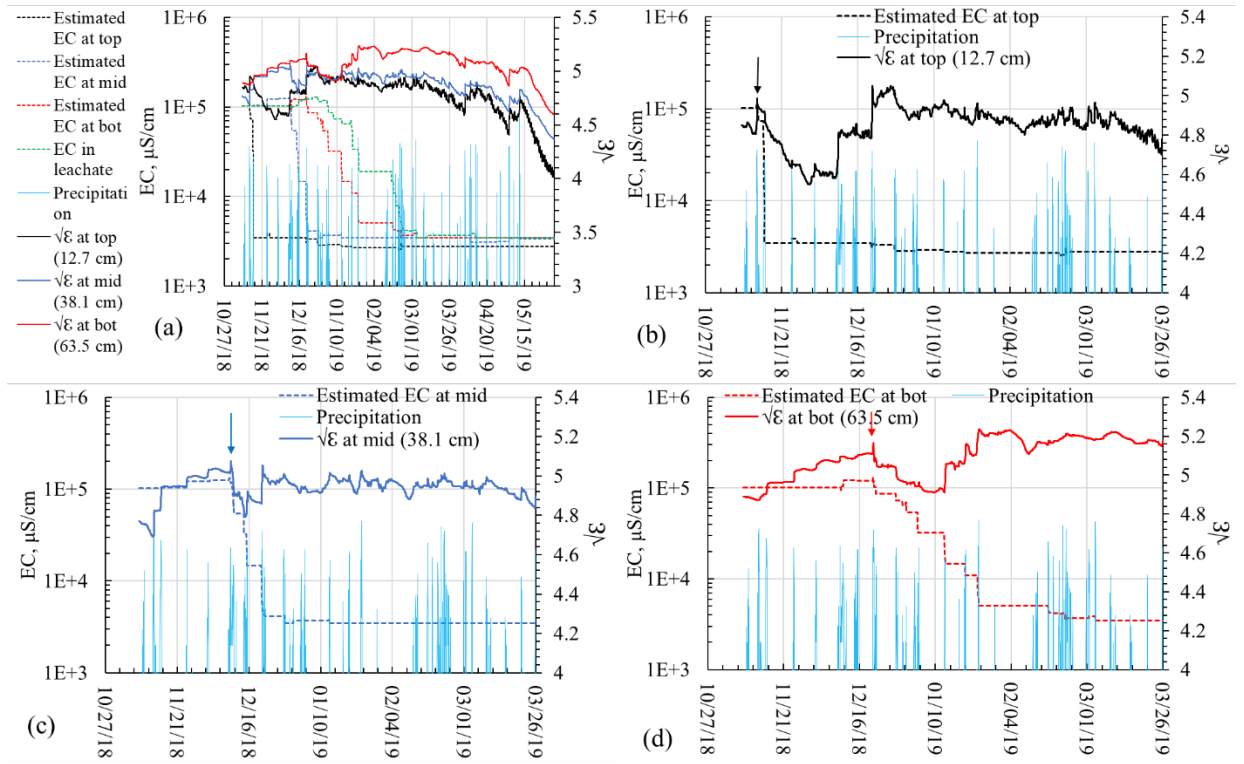 Estimated
EC at top
Estimated
EC at mid
Estimated
EC at bot
EC in
leachate
Precipitati
on
√Ɛ at top
(12.7 cm)
√Ɛ at mid
(38.1 cm)
√Ɛ at bot
(63.5 cm)
1E+6
1E+5
1E+4
1E+3
EC, µS/cm
5.5
5
4.5
4
3.5
3
√Ɛ
10/27/18
11/21/18
12/16/18
01/10/19
02/04/19
03/01/19
03/26/19
04/20/19
05/15/19
(a)
Estimated EC at top
Precipitation
√Ɛ at top (12.7 cm)
1E+6
1E+5
1E+4
1E+3
EC, µS/cm
5.4
5.2
5
4.8
4.6
4.4
4.2
4
√Ɛ
10/27/18
11/21/18
12/16/18
01/10/19
02/04/19
03/01/19
03/26/19
(b)
Estimated EC at mid
Precipitation
√Ɛ at mid (38.1 cm)
1E+6
1E+5
1E+4
1E+3
EC, µS/cm
5.4
5.2
5
4.8
4.6
4.4
4.2
4
√Ɛ
10/27/18
11/21/18
12/16/18
01/10/19
02/04/19
03/01/19
03/26/19
(c)
Estimated EC at bot
Precipitation
√Ɛ at bot (63.5 cm)
1E+6
1E+5
1E+4
1E+3
EC, µS/cm
5.4
5.2
5
4.8
4.6
4.4
4.2
4
√Ɛ
10/27/18
11/21/18
12/16/18
01/10/19
02/04/19
03/01/19
03/26/19
(d)